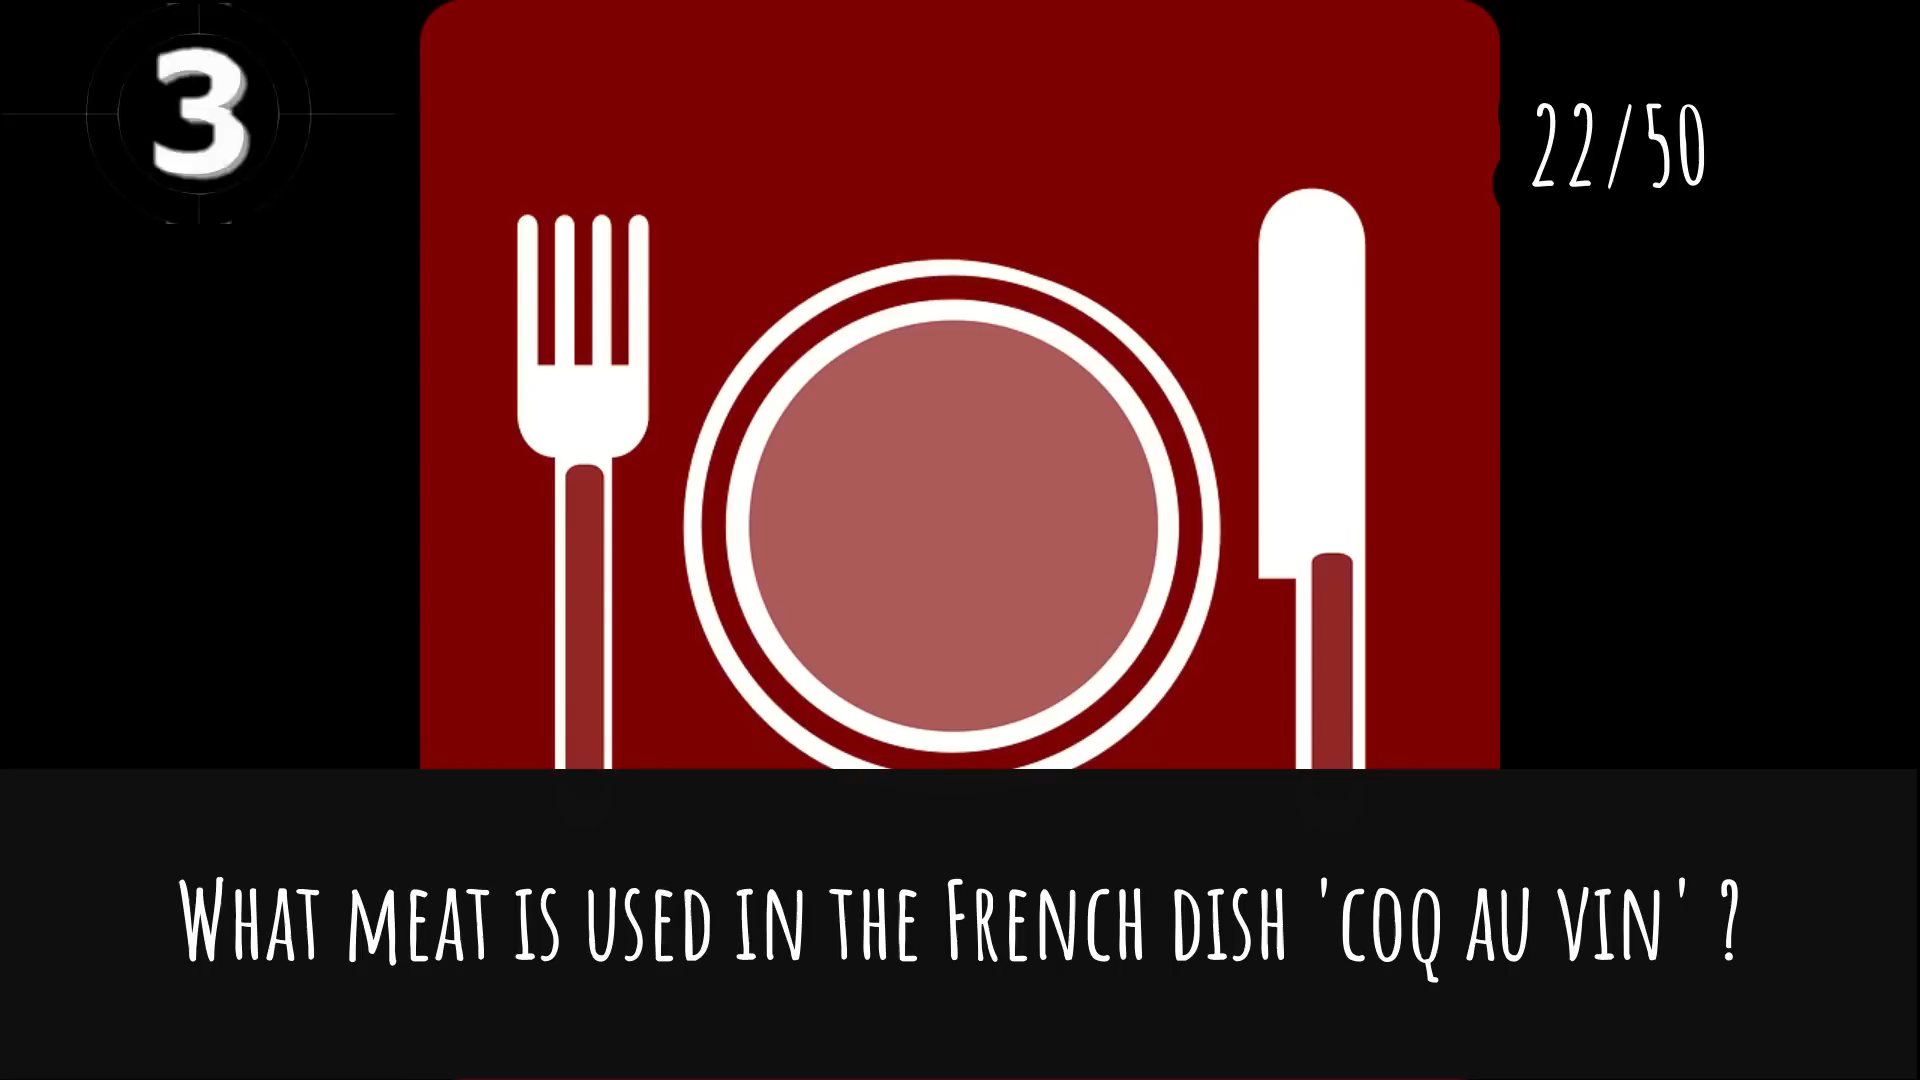 3
22/50
What meat is used in the French dish 'coq au vin' ?